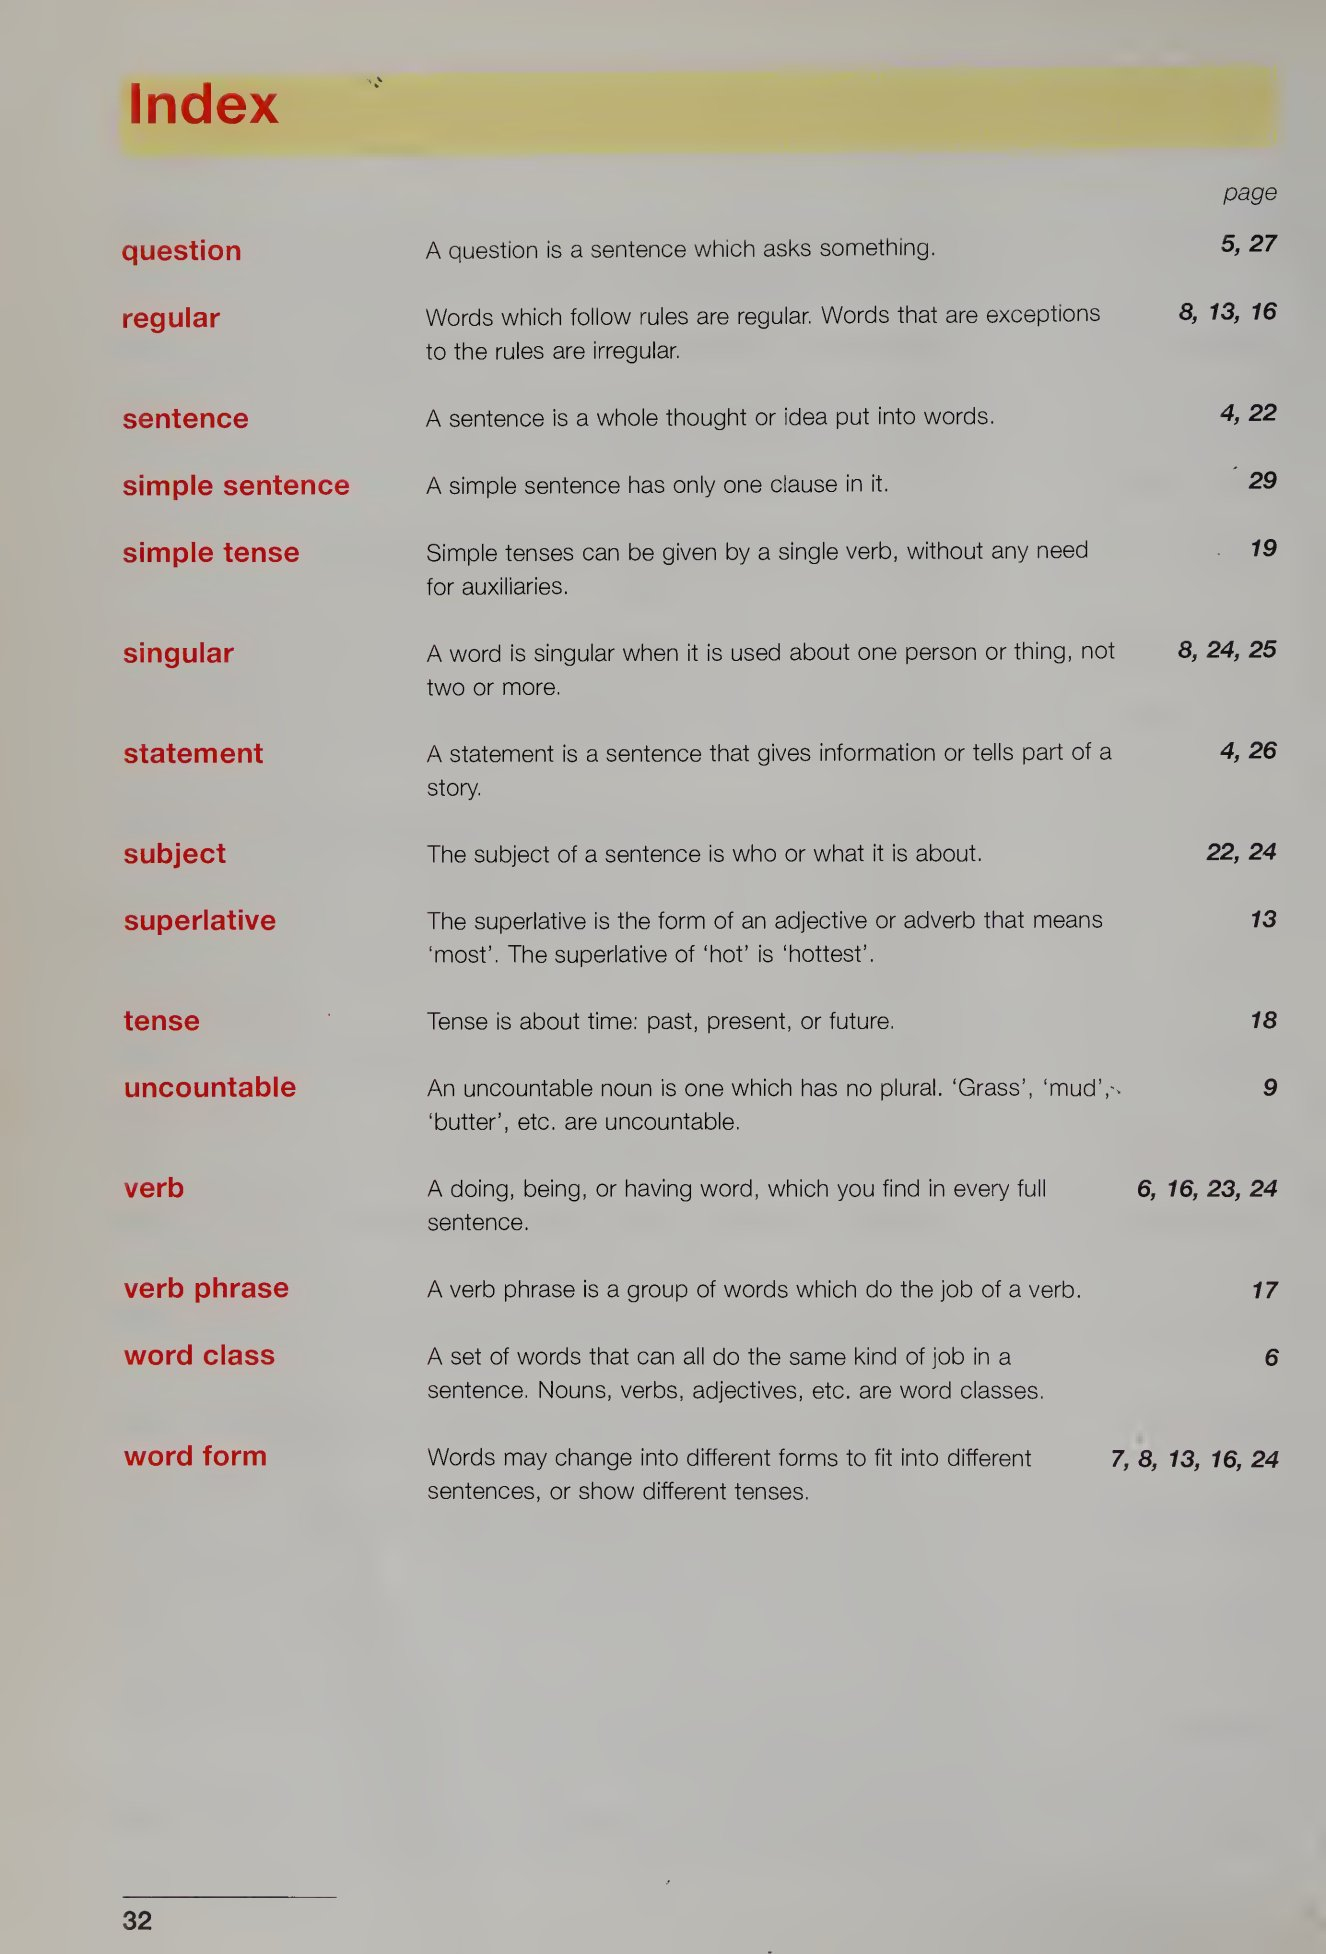 Index
page
question A question is a sentence which asks something. 5, 27
regular Words which follow rules are regular. Words that are exceptions 8, 13, 16
to the rules are irregular.
sentence A sentence is a whole thought or idea put into words. 4, 22
simple sentence A simple sentence has only one clause in it. 29
simple tense Simple tenses can be given by a single verb, without any need 19
for auxiliaries.
singular A word is singular when it is used about one person or thing, not 8, 24, 25
two or more.
statement A statement is a sentence that gives information or tells part of a 4, 26
story.
subject The subject of a sentence is who or what it is about. 22, 24
superlative The superlative is the form of an adjective or adverb that means 13
‘most’. The superlative of ‘hot’ is ‘hottest’.
tense Tense is about time: past, present, or future. 18
uncountable An uncountable noun is one which has no plural. ‘Grass’, ‘mud’, 9
‘butter’, etc. are uncountable.
verb A doing, being, or having word, which you find in every full 6, 16, 23, 24
sentence.
verb phrase A verb phrase is a group of words which do the job of a verb. 17
word class A set of words that can all do the same kind of job in a 6
sentence. Nouns, verbs, adjectives, etc. are word classes.
word form Words may change into different forms to fit into different 7, 8, 13, 16, 24
sentences, or show different tenses.
32